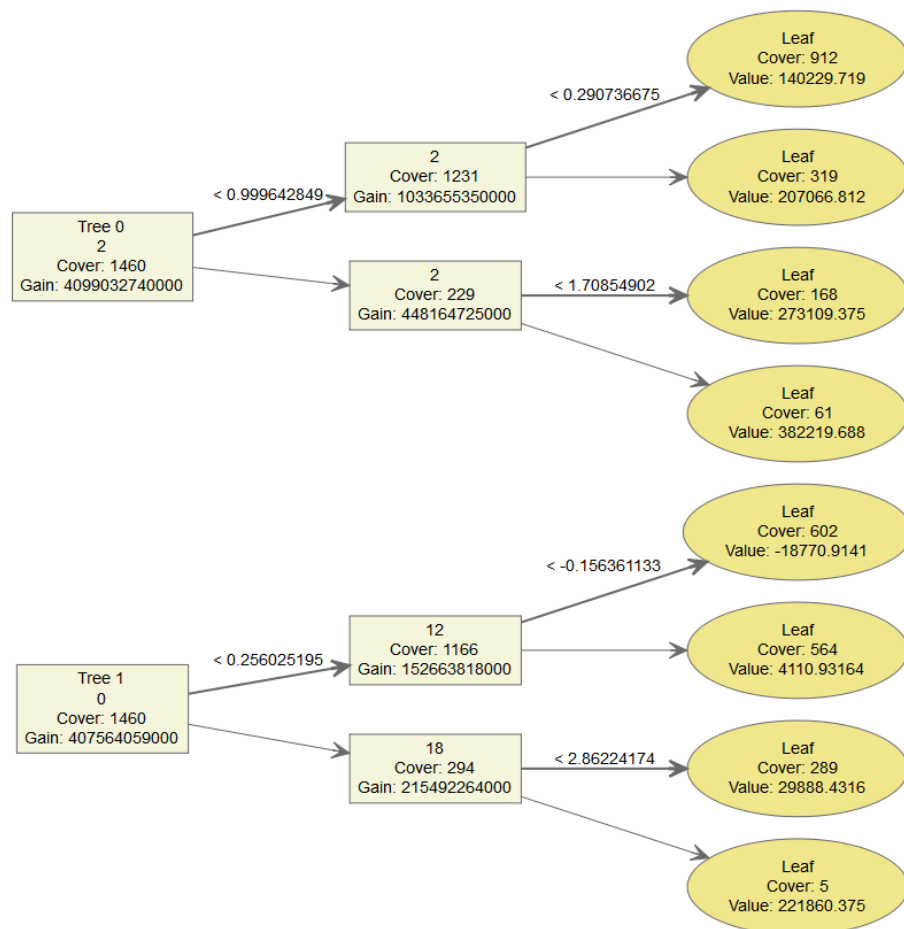 Leaf
Cover: 912
Value: 140229.719
< 0.290736675
2
Cover: 1231
Gain: 1033655350000
Leaf
Cover: 319
Value: 207066.812
< 0.999642849
Tree 0
2
Cover: 1460
Gain: 4099032740000
2
Cover: 229
Gain: 448164725000
< 1.70854902
Leaf
Cover: 168
Value: 273109.375
Leaf
Cover: 61
Value: 382219.688
Leaf
Cover: 602
Value: -18770.9141
< -0.156361133
12
Cover: 1166
Gain: 152663818000
Leaf
Cover: 564
Value: 4110.93164
< 0.256025195
Tree 1
0
Cover: 1460
Gain: 407564059000
18
Cover: 294
Gain: 215492264000
< 2.86224174
Leaf
Cover: 289
Value: 29888.4316
Leaf
Cover: 5
Value: 221860.375